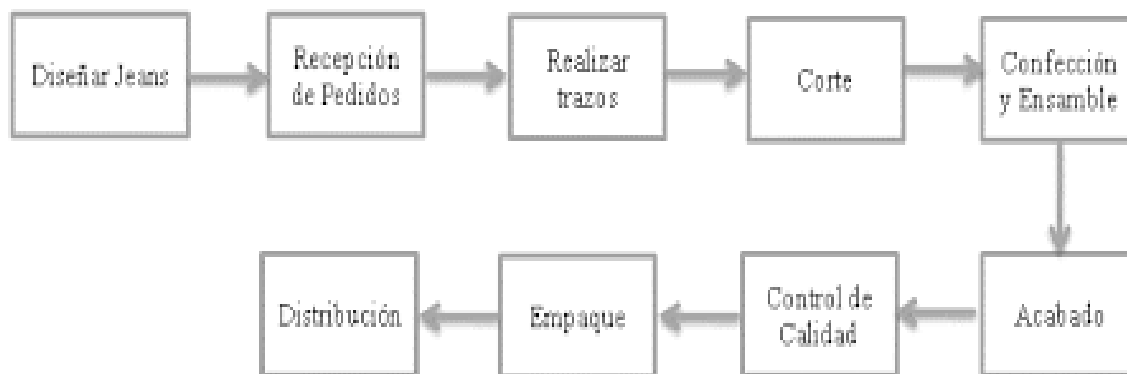 Diseñar Jeans
Recepción
de Pedidos
Realizar
trazos
Corte
Confección
y Ensamble
Acabado
Control de
Calidad
Empaque
Distribución